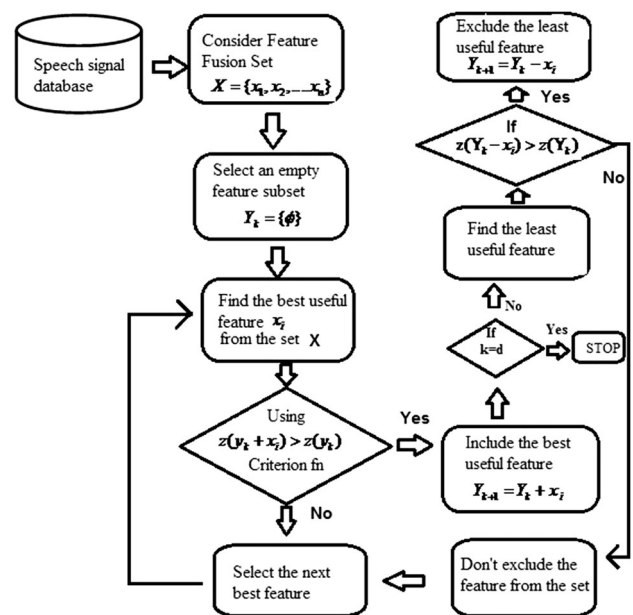 Speech signal
database
Consider Feature
Fusion Set
X = {x₁, x₂, ....xₙ}
Select an empty
feature subset
Yₖ = {ϕ}
Find the best useful
feature xᵢ
from the set X
Using
z(yₖ + xᵢ) > z(yₖ)
Criterion fn
Yes
No
Include the best
useful feature
Yₖ₊₁ = Yₖ + xᵢ
If
k=d
Yes
STOP
No
Find the least
useful feature
If
z(Yₖ − xᵢ) > z(Yₖ)
Yes
No
Exclude the least
useful feature
Yₖ₊₁ = Yₖ − xᵢ
Don't exclude the
feature from the set
Select the next
best feature